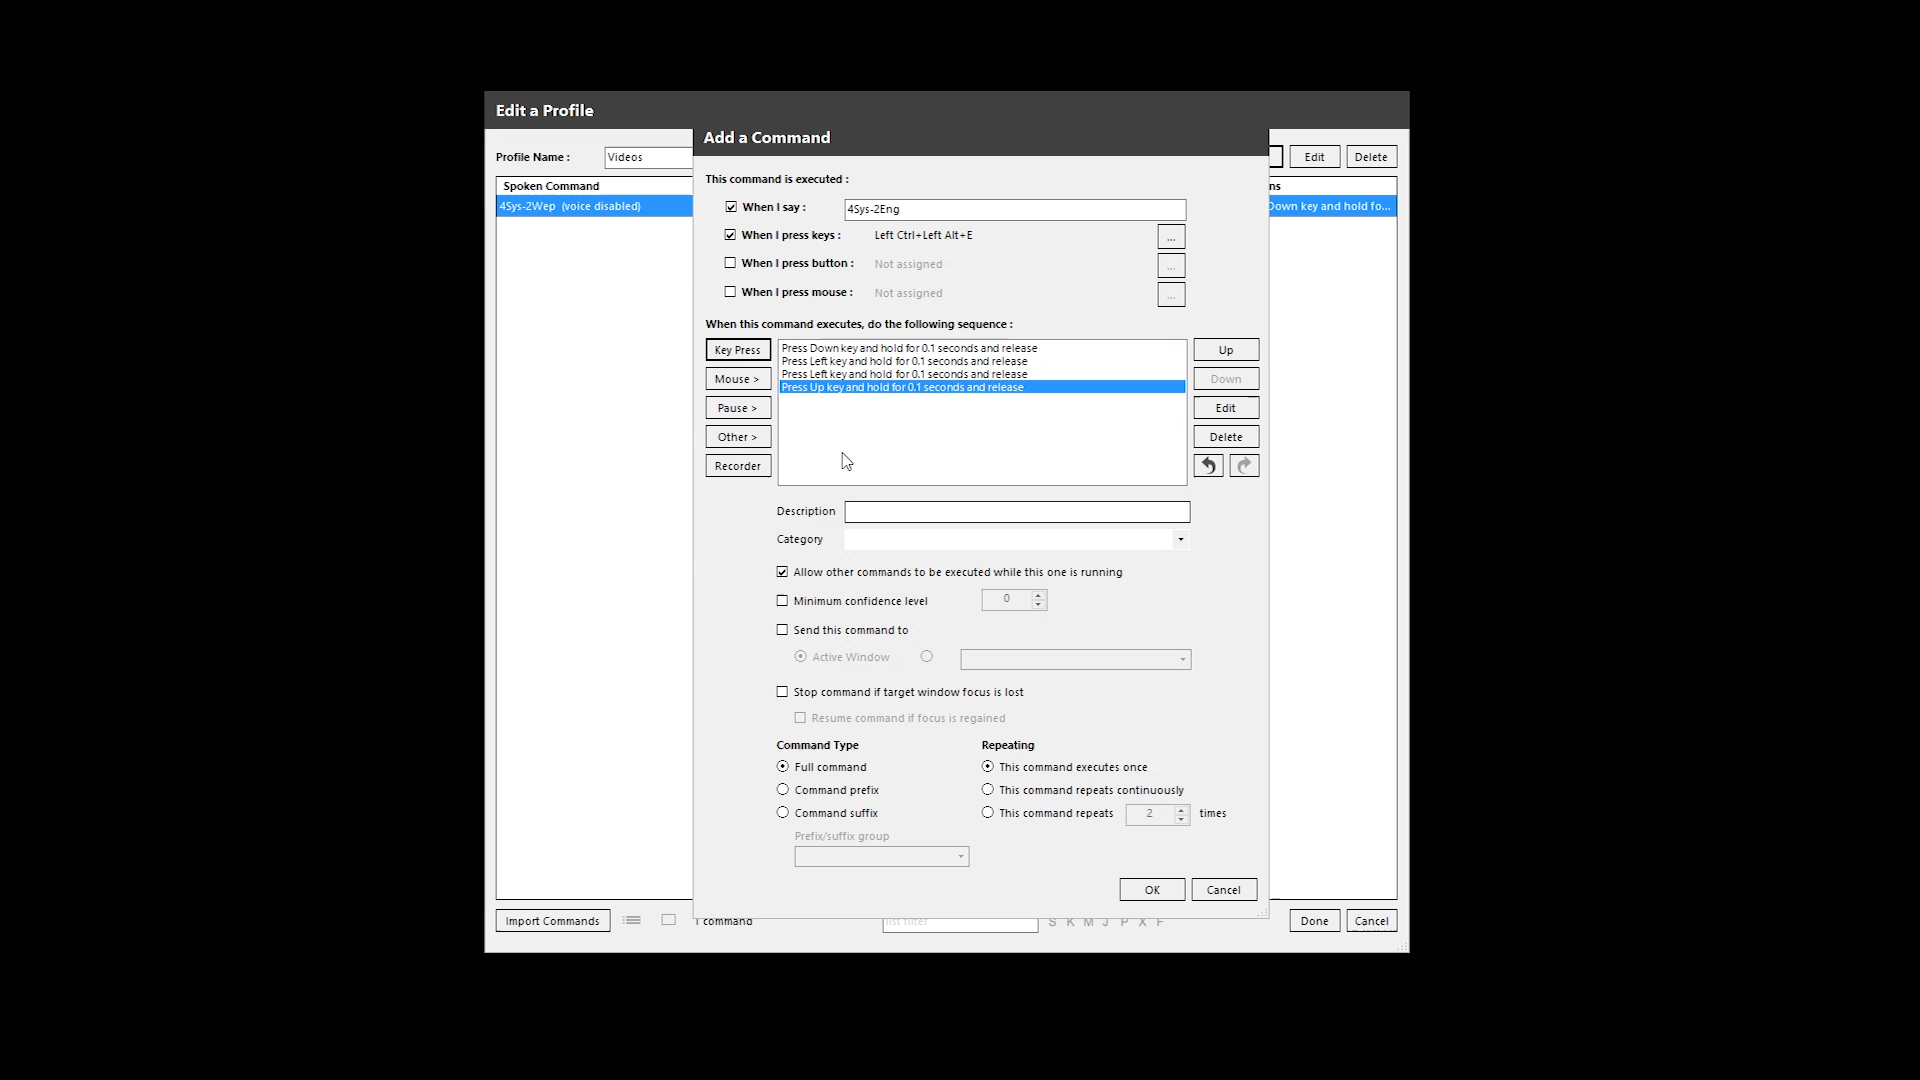 Edit a Profile
Add a Command
Profile Name :
Videos
Edit
Delete
Spoken Command
ns
4Sys-2Wep (voice disabled)
Down key and hold fo...
This command is executed :
When I say :
4Sys-2Eng
When I press keys :
Left Ctrl+Left Alt+E
...
When I press button :
Not assigned
...
When I press mouse :
Not assigned
...
When this command executes, do the following sequence :
Key Press
Mouse >
Pause >
Other >
Recorder
Press Down key and hold for 0.1 seconds and release
Press Left key and hold for 0.1 seconds and release
Press Left key and hold for 0.1 seconds and release
Press Up key and hold for 0.1 seconds and release
Up
Down
Edit
Delete
Description
Category
Allow other commands to be executed while this one is running
Minimum confidence level
0
Send this command to
Active Window
Stop command if target window focus is lost
Resume command if focus is regained
Command Type
Full command
Command prefix
Command suffix
Prefix/suffix group
Repeating
This command executes once
This command repeats continuously
This command repeats 2 times
OK
Cancel
Import Commands
1 command
list filter
S K M J P X F
Done
Cancel